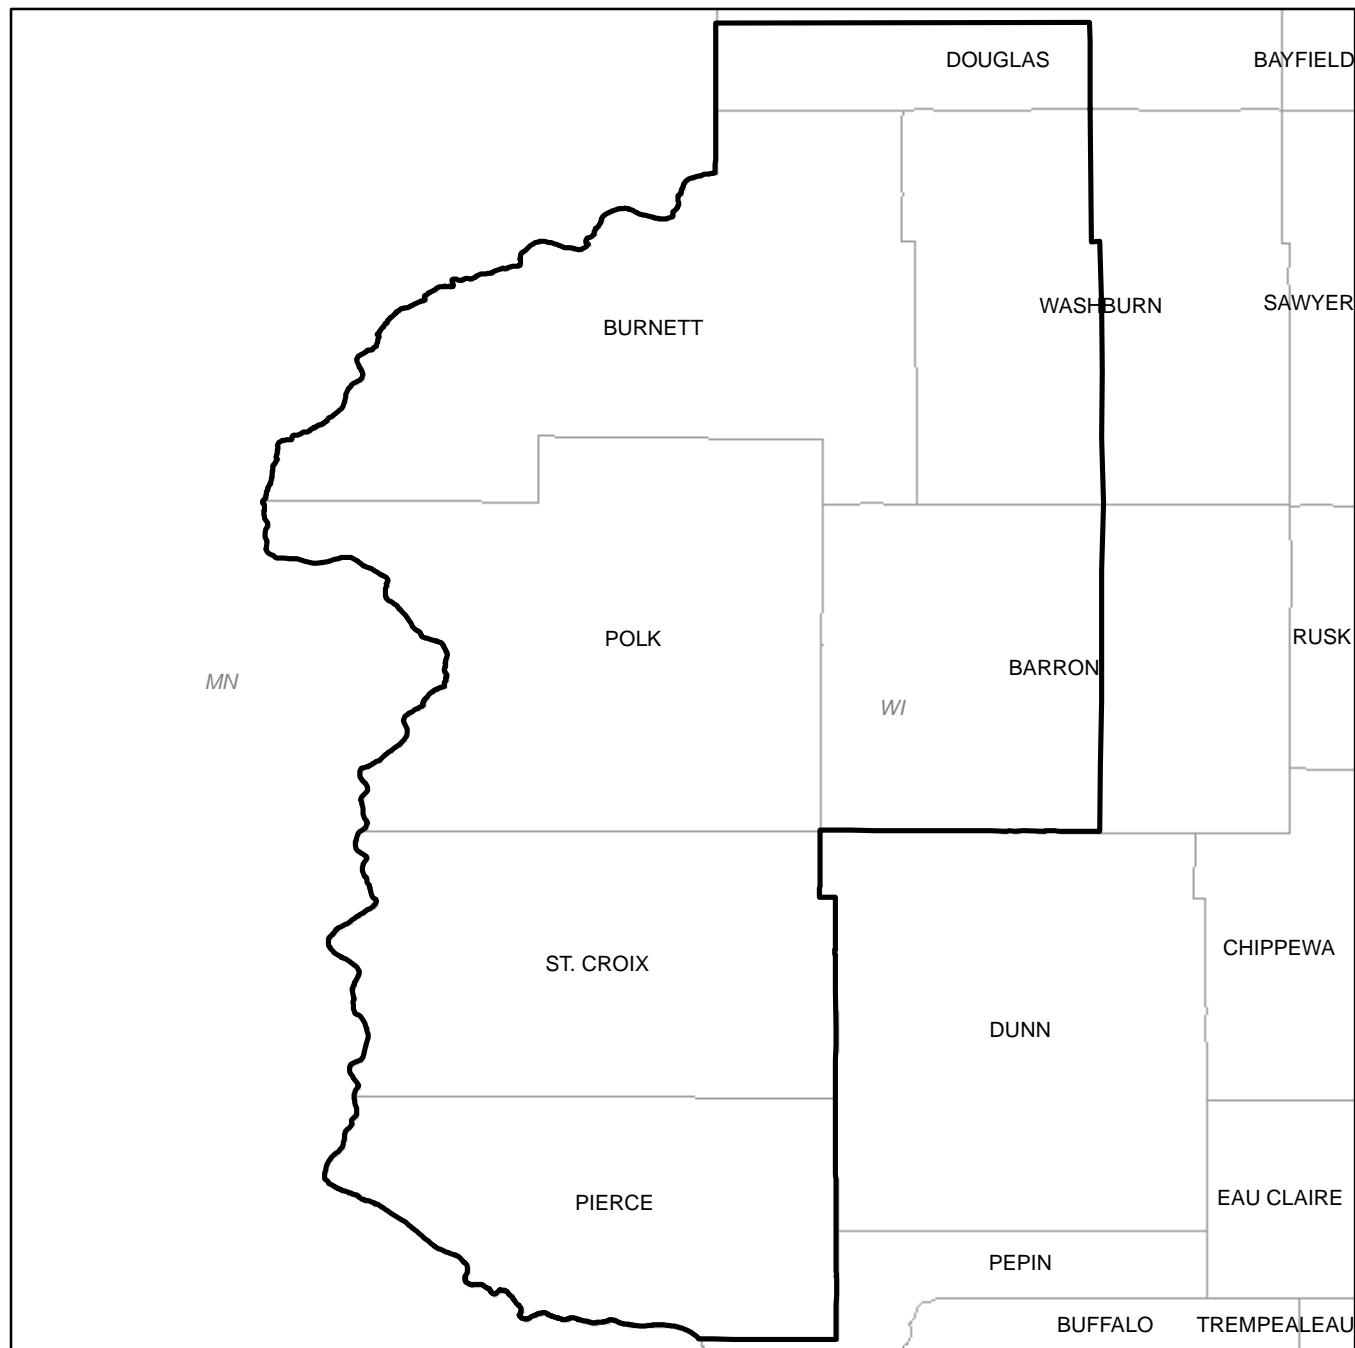 DOUGLAS
BAYFIELD
WASHBURN
SAWYER
BURNETT
POLK
RUSK
BARRON
MN
WI
CHIPPEWA
ST. CROIX
DUNN
EAU CLAIRE
PIERCE
PEPIN
BUFFALO
TREMPEALEAU